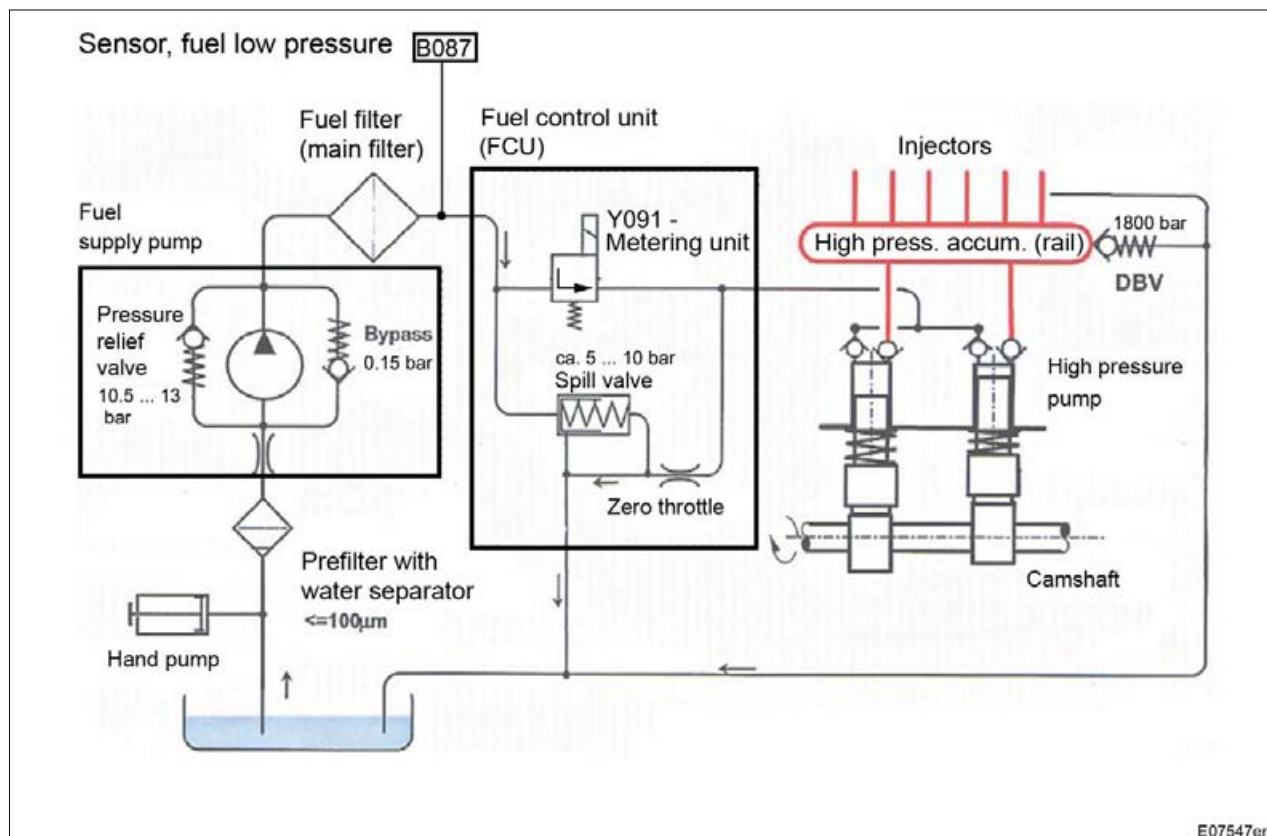 Sensor, fuel low pressure
B087
Fuel filter
(main filter)
Fuel control unit
(FCU)
Injectors
Fuel
supply pump
Y091 -
Metering unit
1800 bar
High press. accum. (rail)
DBV
Pressure
relief
valve
10.5 ... 13
bar
Bypass
0.15 bar
ca. 5 ... 10 bar
Spill valve
High pressure
pump
Zero throttle
Prefilter with
water separator
<=100µm
Camshaft
Hand pump
E07547en